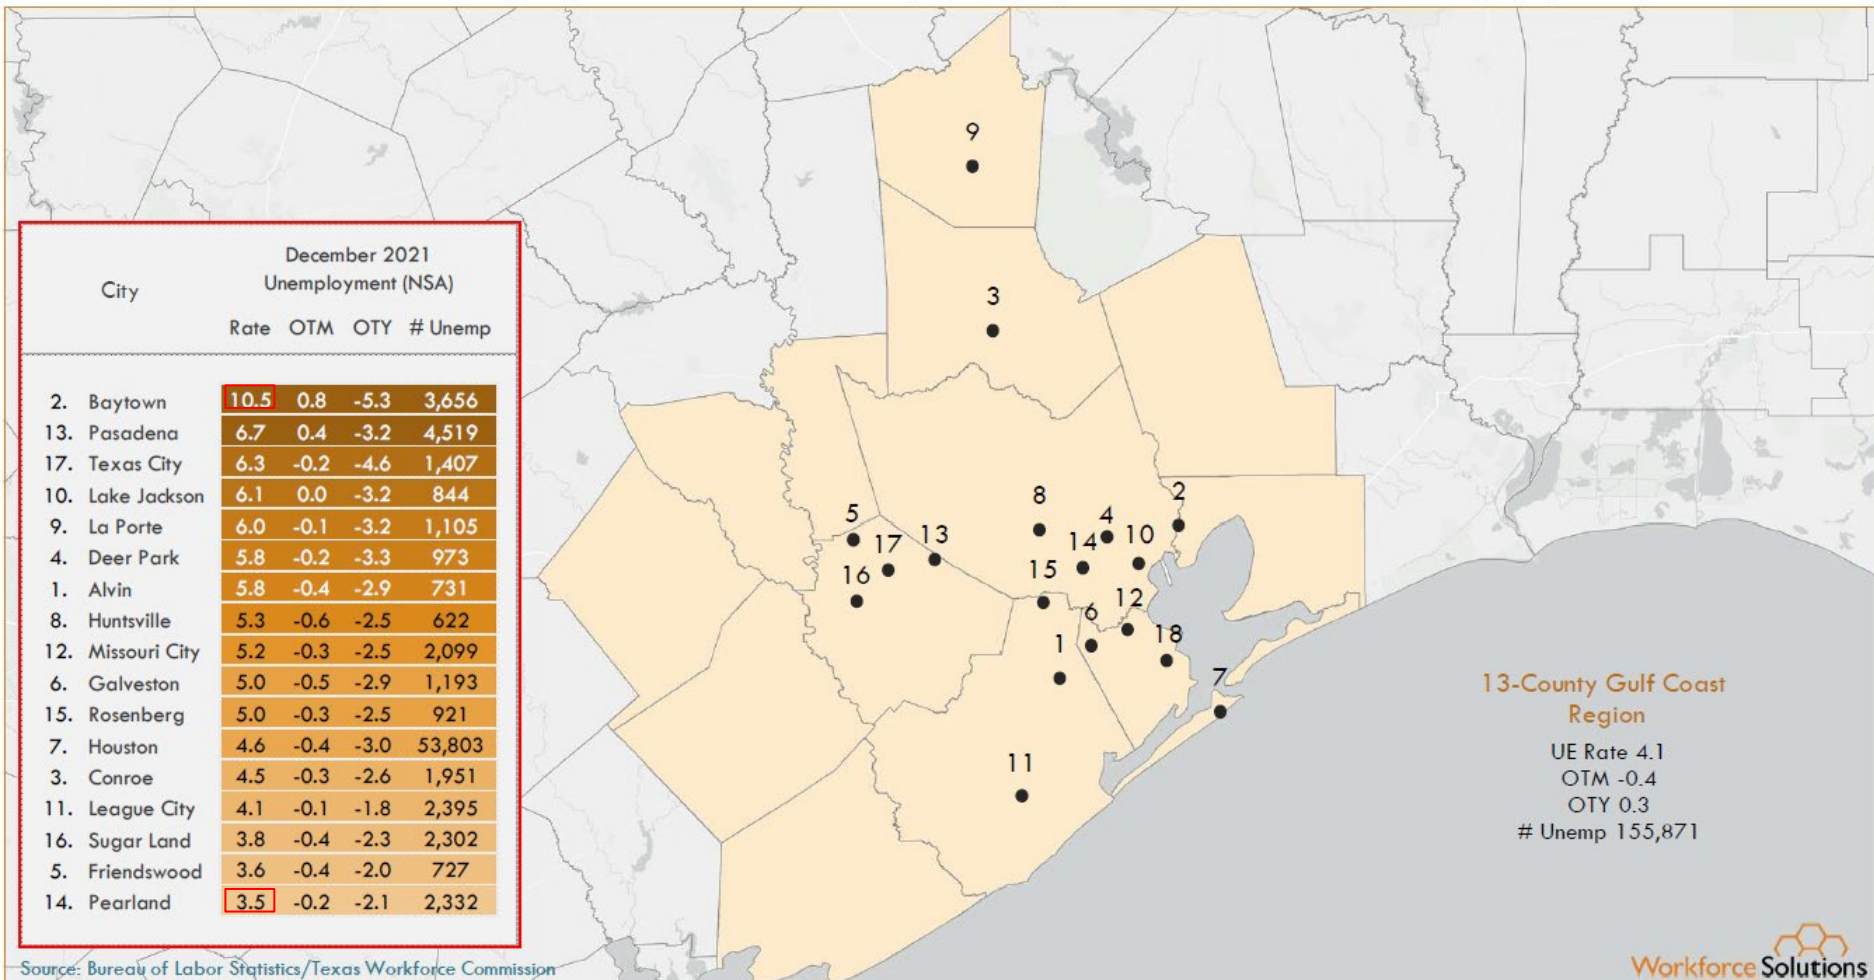 December 2021
Unemployment (NSA)
City
Rate OTM OTY # Unemp
2. Baytown 10.5 0.8 -5.3 3,656
13. Pasadena 6.7 0.4 -3.2 4,519
17. Texas City 6.3 -0.2 -4.6 1,407
10. Lake Jackson 6.1 0.0 -3.2 844
9. La Porte 6.0 -0.1 -3.2 1,105
4. Deer Park 5.8 -0.2 -3.3 973
1. Alvin 5.8 -0.4 -2.9 731
8. Huntsville 5.3 -0.6 -2.5 622
12. Missouri City 5.2 -0.3 -2.5 2,099
6. Galveston 5.0 -0.5 -2.9 1,193
15. Rosenberg 5.0 -0.3 -2.5 921
7. Houston 4.6 -0.4 -3.0 53,803
3. Conroe 4.5 -0.3 -2.6 1,951
11. League City 4.1 -0.1 -1.8 2,395
16. Sugar Land 3.8 -0.4 -2.3 2,302
5. Friendswood 3.6 -0.4 -2.0 727
14. Pearland 3.5 -0.2 -2.1 2,332
Source: Bureau of Labor Statistics/Texas Workforce Commission
9
3
8
2
5
4
17
13
14
10
16
15
12
6
18
1
7
11
13-County Gulf Coast
Region
UE Rate 4.1
OTM -0.4
OTY 0.3
# Unemp 155,871
Workforce Solutions